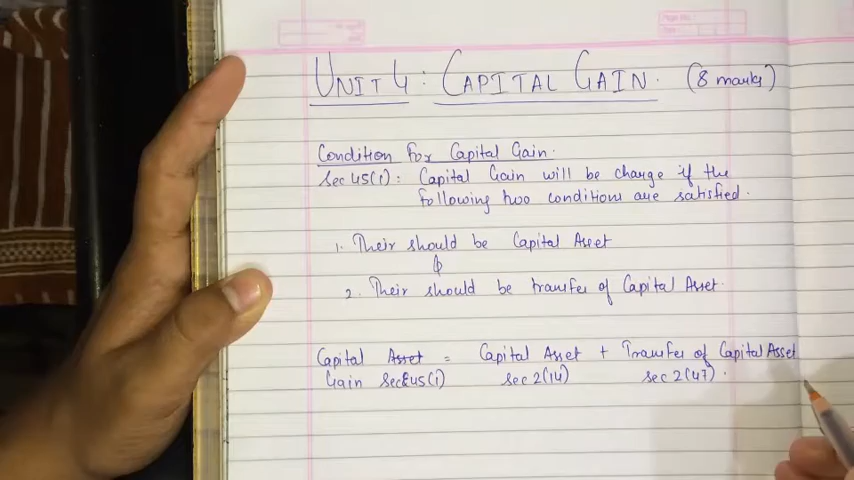 Page No.
UNIT 4 : CAPITAL GAIN. (8 marks)
Condition For Capital Gain.
Sec 45(1) : Capital Gain will be charge if the
following two conditions are satisfied.
1. Their should be Capital Asset
&
2. Their should be transfer of Capital Asset.
Capital Asset = Capital Asset + Transfer of Capital Asset
Gain Sec 45(1) Sec 2(14) Sec 2(47).